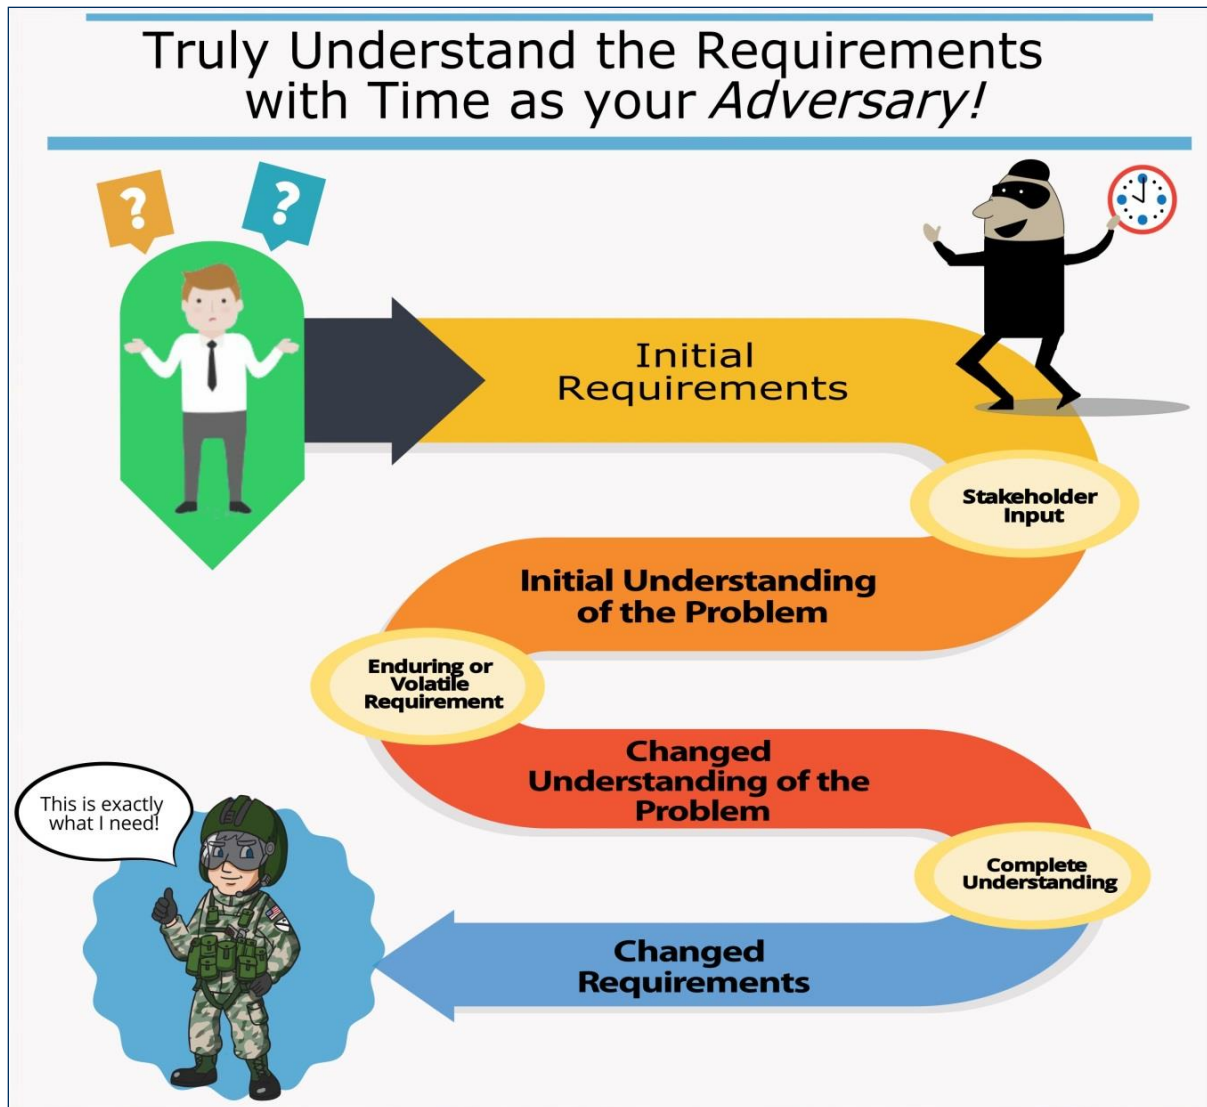 Truly Understand the Requirements
with Time as your Adversary!
?
?
Initial
Requirements
Stakeholder
Input
Initial Understanding
of the Problem
Enduring or
Volatile
Requirement
Changed
Understanding of the
Problem
Complete
Understanding
This is exactly
what I need!
Changed
Requirements